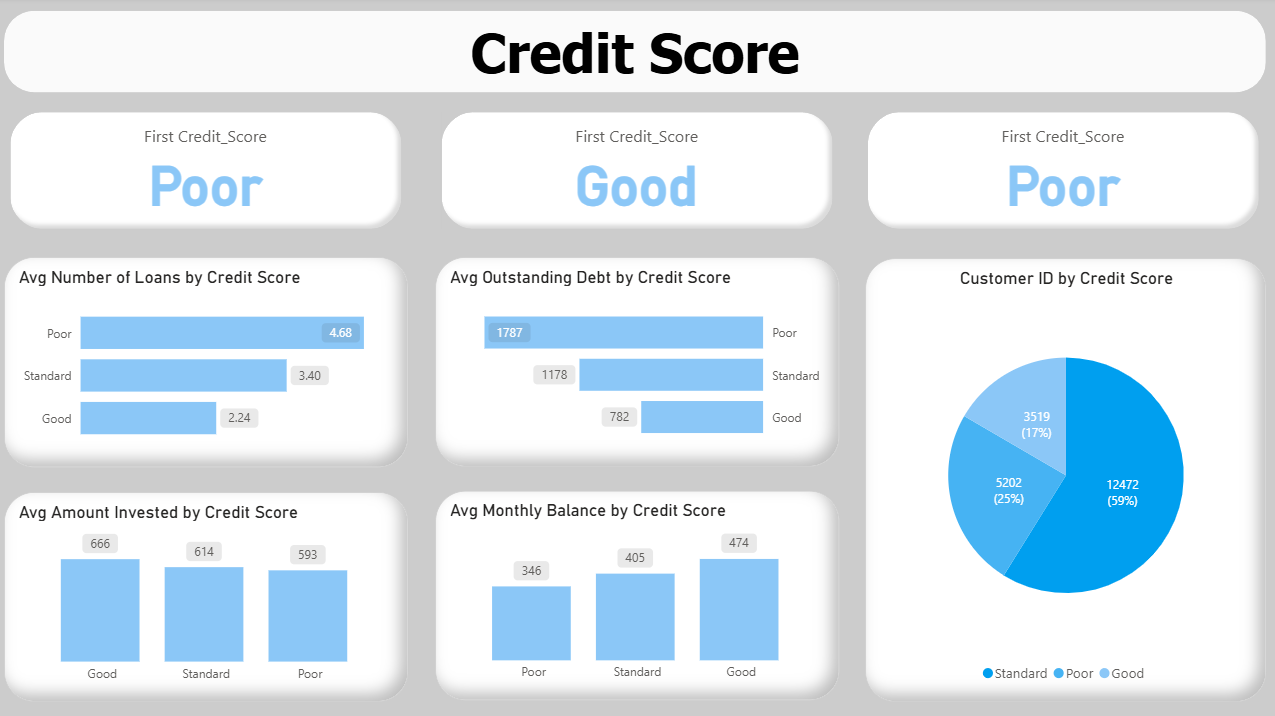 Credit Score
First Credit_Score
Poor
First Credit_Score
Good
First Credit_Score
Poor
Avg Number of Loans by Credit Score
Poor
4.68
Standard
3.40
Good
2.24
Avg Outstanding Debt by Credit Score
1787
Poor
1178
Standard
782
Good
Customer ID by Credit Score
3519
(17%)
5202
(25%)
12472
(59%)
Standard Poor Good
Avg Amount Invested by Credit Score
666
614
593
Good
Standard
Poor
Avg Monthly Balance by Credit Score
346
405
474
Poor
Standard
Good